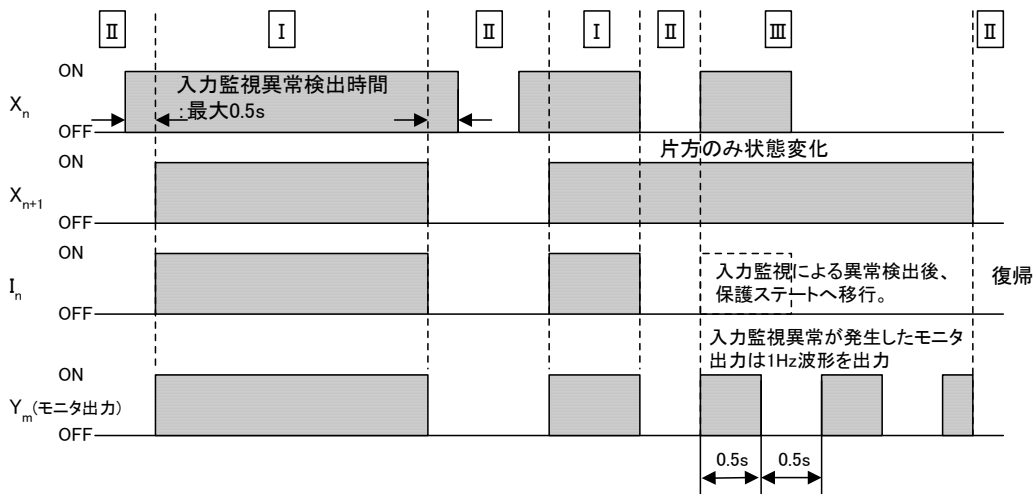 Ⅱ Ⅰ Ⅱ Ⅰ Ⅱ Ⅲ Ⅱ
ON
Xn
OFF
入力監視異常検出時間
:最大0.5s
片方のみ状態変化
ON
Xn+1
OFF
ON
In
OFF
入力監視による異常検出後、
保護ステートへ移行。
復帰
入力監視異常が発生したモニタ
出力は1Hz波形を出力
ON
Ym(モニタ出力)
OFF
0.5s 0.5s